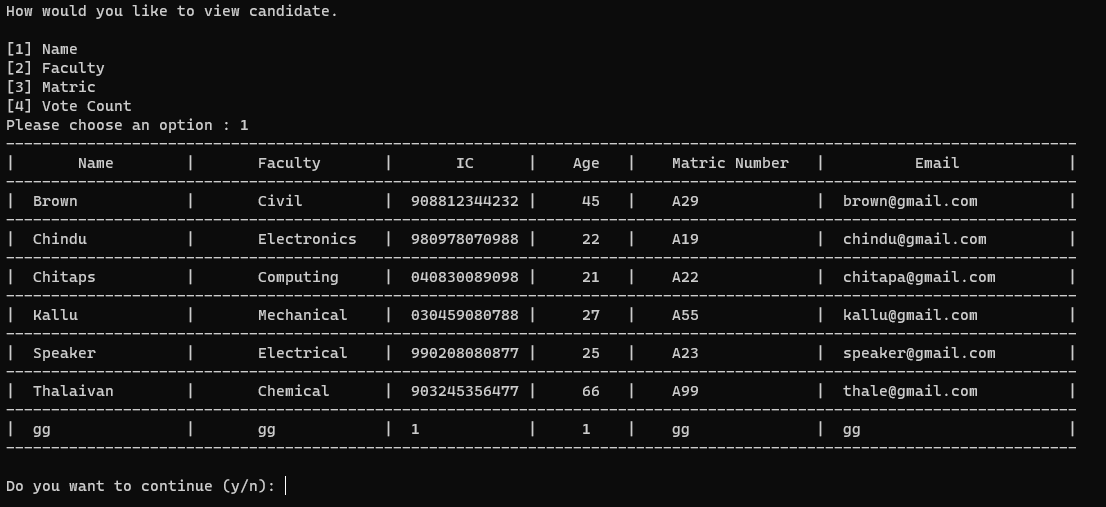 How would you like to view candidate.
[1] Name
[2] Faculty
[3] Matric
[4] Vote Count
Please choose an option : 1
| Name | Faculty | IC | Age | Matric Number | Email |
| Brown | Civil | 908812344232 | 45 | A29 | brown@gmail.com |
| Chindu | Electronics | 980978070988 | 22 | A19 | chindu@gmail.com |
| Chitaps | Computing | 040830089098 | 21 | A22 | chitapa@gmail.com |
| Kallu | Mechanical | 030459080788 | 27 | A55 | kallu@gmail.com |
| Speaker | Electrical | 990208080877 | 25 | A23 | speaker@gmail.com |
| Thalaivan | Chemical | 903245356477 | 66 | A99 | thale@gmail.com |
| gg | gg | 1 | 1 | gg | gg |
Do you want to continue (y/n):